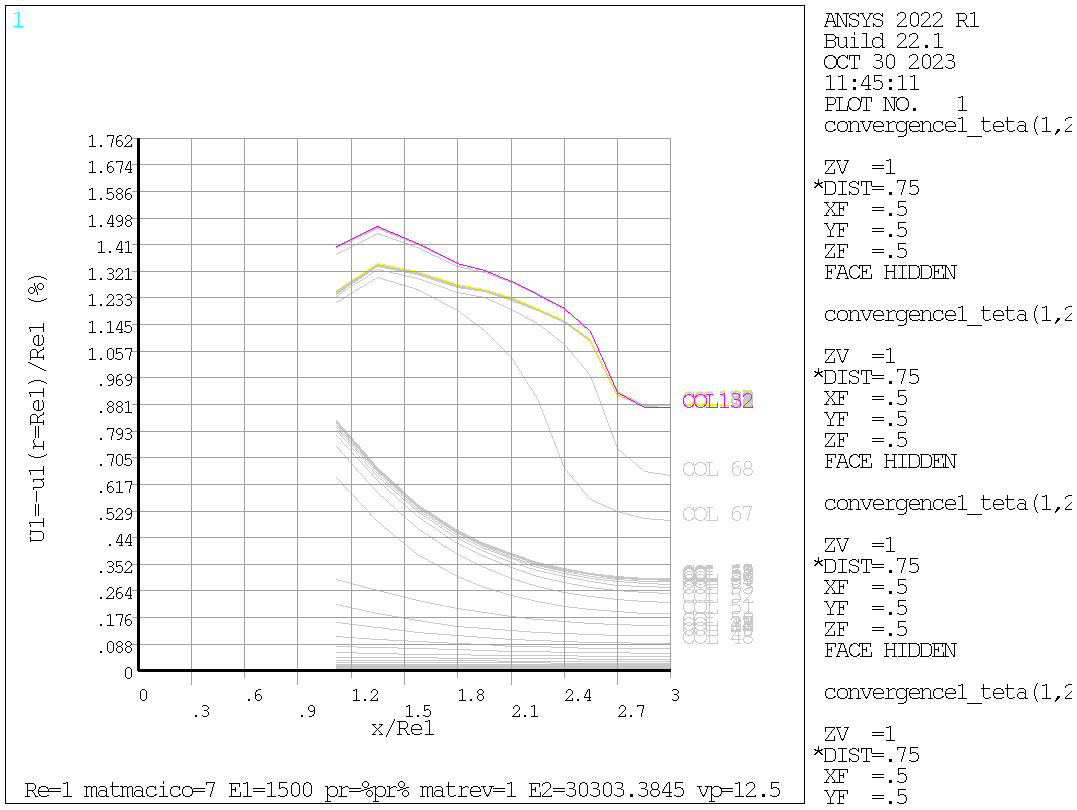 1
ANSYS 2022 R1
Build 22.1
OCT 30 2023
11:45:11
PLOT NO. 1
convergence1_teta(1,2
ZV =1
*DIST=.75
XF =.5
YF =.5
ZF =.5
FACE HIDDEN
convergence1_teta(1,2
ZV =1
*DIST=.75
XF =.5
YF =.5
ZF =.5
FACE HIDDEN
convergence1_teta(1,2
ZV =1
*DIST=.75
XF =.5
YF =.5
ZF =.5
FACE HIDDEN
convergence1_teta(1,2
ZV =1
*DIST=.75
XF =.5
YF =.5
U1=-u1(r=Re1)/Re1 (%)
1.762
1.674
1.586
1.498
1.41
1.321
1.233
1.145
1.057
.969
.881
.793
.705
.617
.529
.44
.352
.264
.176
.088
0
COL132
COL 68
COL 67
0 .6 1.2 1.8 2.4 3
.3 .9 1.5 2.1 2.7
x/Re1
Re=1 matmacico=7 E1=1500 pr=%pr% matrev=1 E2=30303.3845 vp=12.5